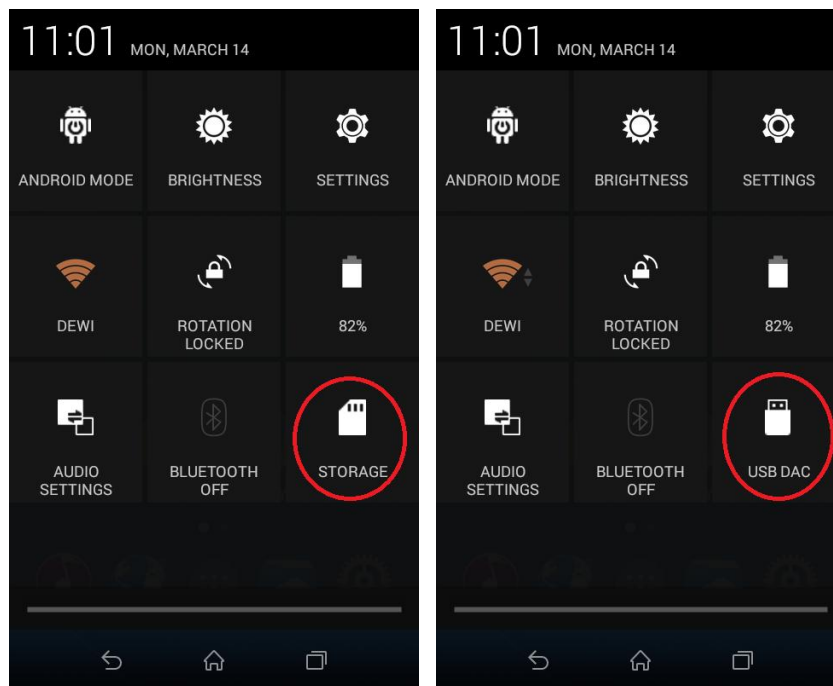 11:01 MON, MARCH 14
ANDROID MODE
BRIGHTNESS
SETTINGS
DEWI
ROTATION
LOCKED
82%
AUDIO
SETTINGS
BLUETOOTH
OFF
STORAGE
11:01 MON, MARCH 14
ANDROID MODE
BRIGHTNESS
SETTINGS
DEWI
ROTATION
LOCKED
82%
AUDIO
SETTINGS
BLUETOOTH
OFF
USB DAC